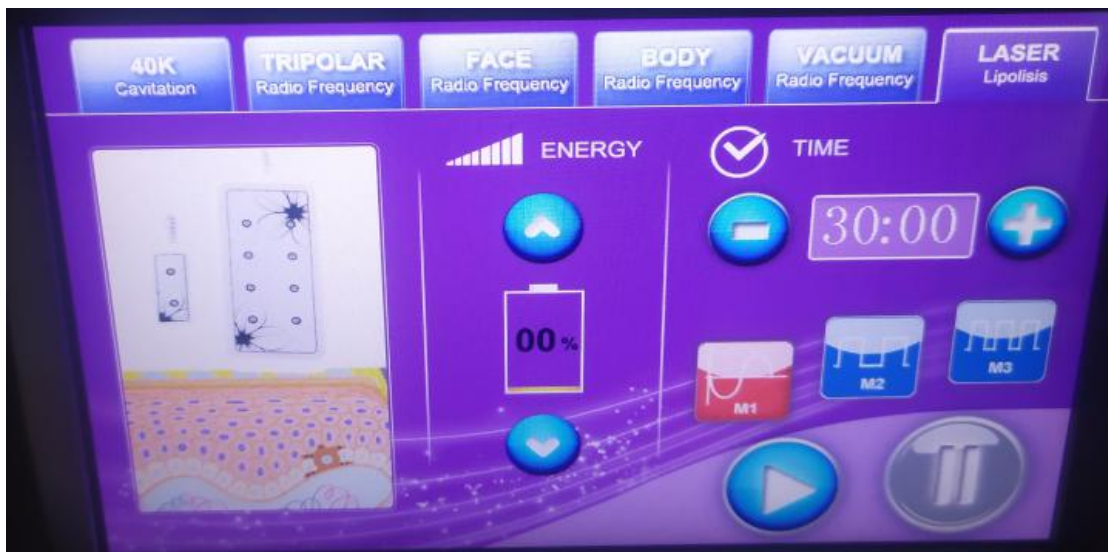 40K
Cavitation
TRIPOLAR
Radio Frequency
FACE
Radio Frequency
BODY
Radio Frequency
VACUUM
Radio Frequency
LASER
Lipolisis
ENERGY
TIME
30:00
00 %
M1
M2
M3